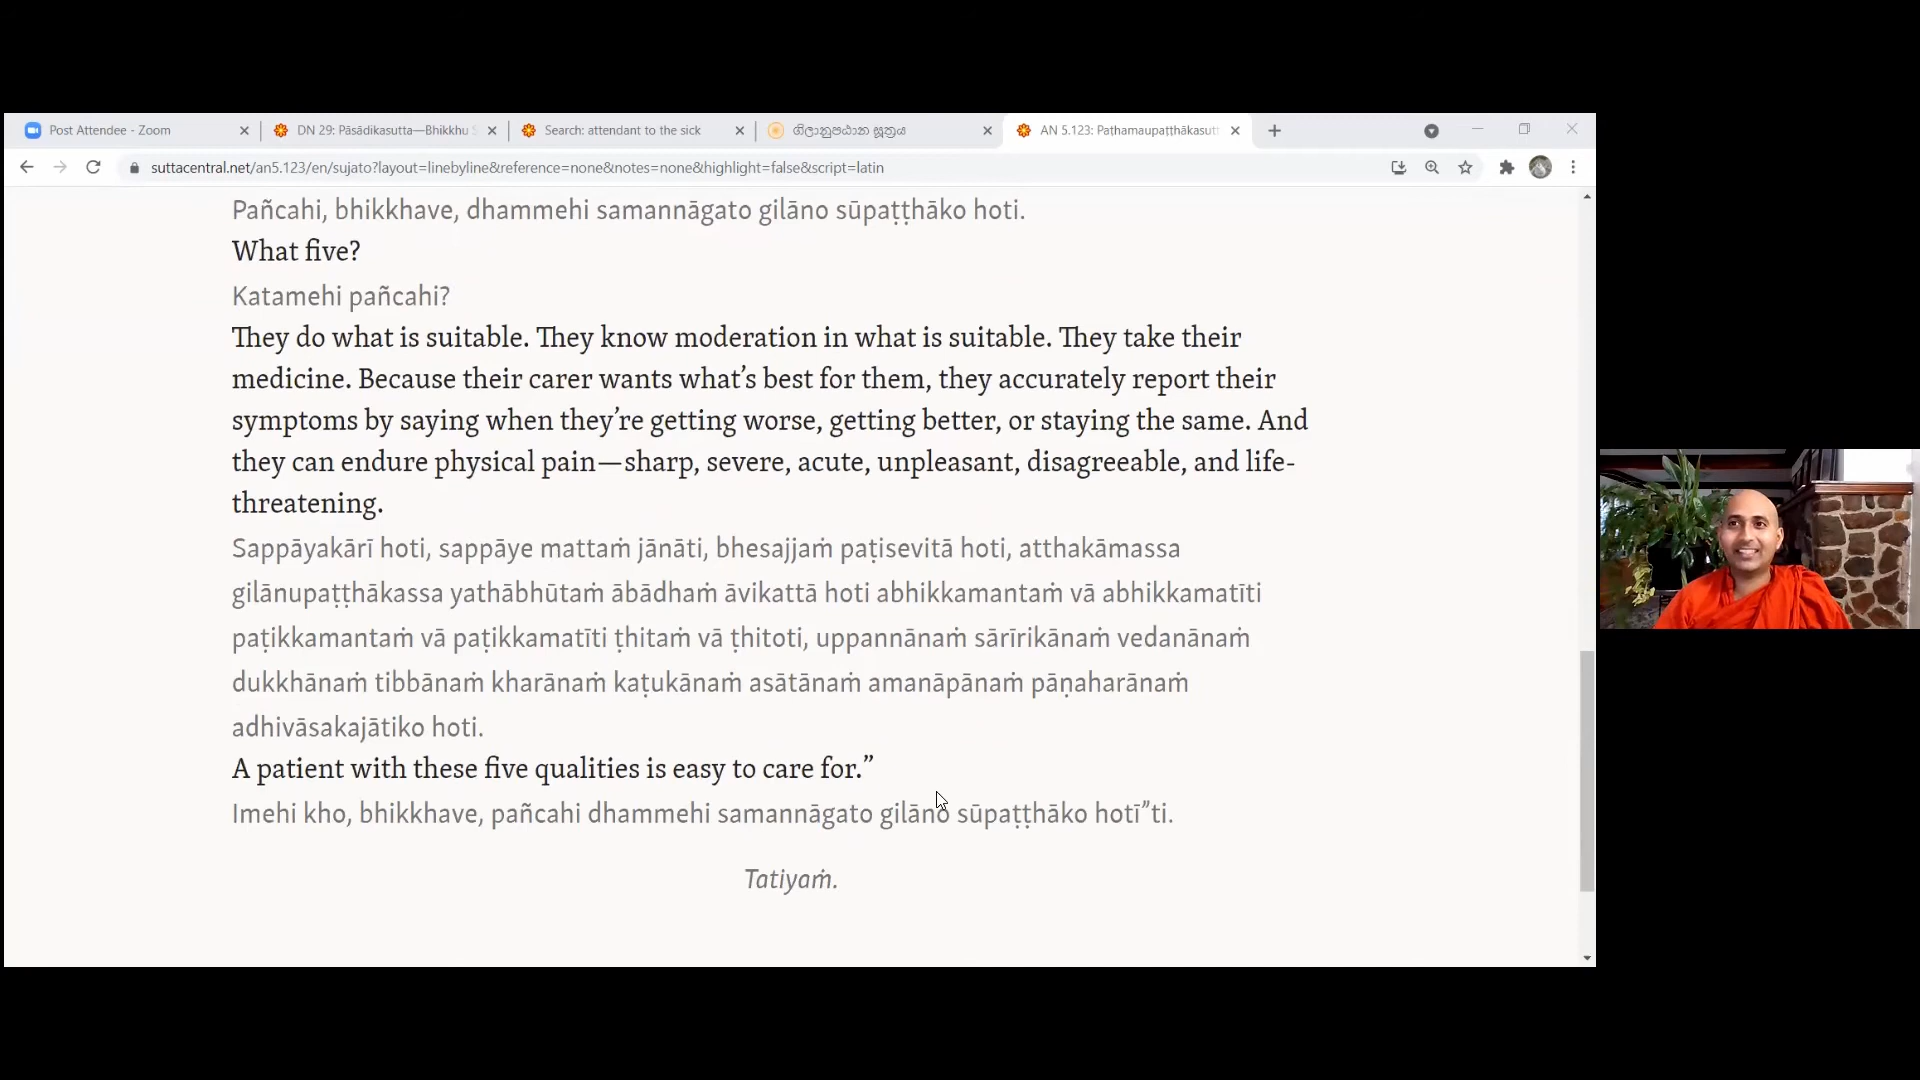 Post Attendee - Zoom
DN 29: Pāsādikasutta—Bhikkhu S
Search: attendant to the sick
ගිලානුපඨාන සූත්‍රය
AN 5.123: Paṭhamaupaṭṭhākasutt
suttacentral.net/an5.123/en/sujato?layout=linebyline&reference=none&notes=none&highlight=false&script=latin
Pañcahi, bhikkhave, dhammehi samannāgato gilāno sūpaṭṭhāko hoti.
What five?
Katamehi pañcahi?
They do what is suitable. They know moderation in what is suitable. They take their
medicine. Because their carer wants what’s best for them, they accurately report their
symptoms by saying when they’re getting worse, getting better, or staying the same. And
they can endure physical pain—sharp, severe, acute, unpleasant, disagreeable, and life-
threatening.
Sappāyakārī hoti, sappāye mattaṁ jānāti, bhesajjaṁ paṭisevitā hoti, atthakāmassa
gilānupaṭṭhākassa yathābhūtaṁ ābādhaṁ āvikattā hoti abhikkamantaṁ vā abhikkamatīti
paṭikkamantaṁ vā paṭikkamatīti ṭhitaṁ vā ṭhitoti, uppannānaṁ sārīrikānaṁ vedanānaṁ
dukkhānaṁ tibbānaṁ kharānaṁ kaṭukānaṁ asātānaṁ amanāpānaṁ pāṇaharānaṁ
adhivāsakajātiko hoti.
A patient with these five qualities is easy to care for.”
Imehi kho, bhikkhave, pañcahi dhammehi samannāgato gilāno sūpaṭṭhāko hotī”ti.
Tatiyaṁ.